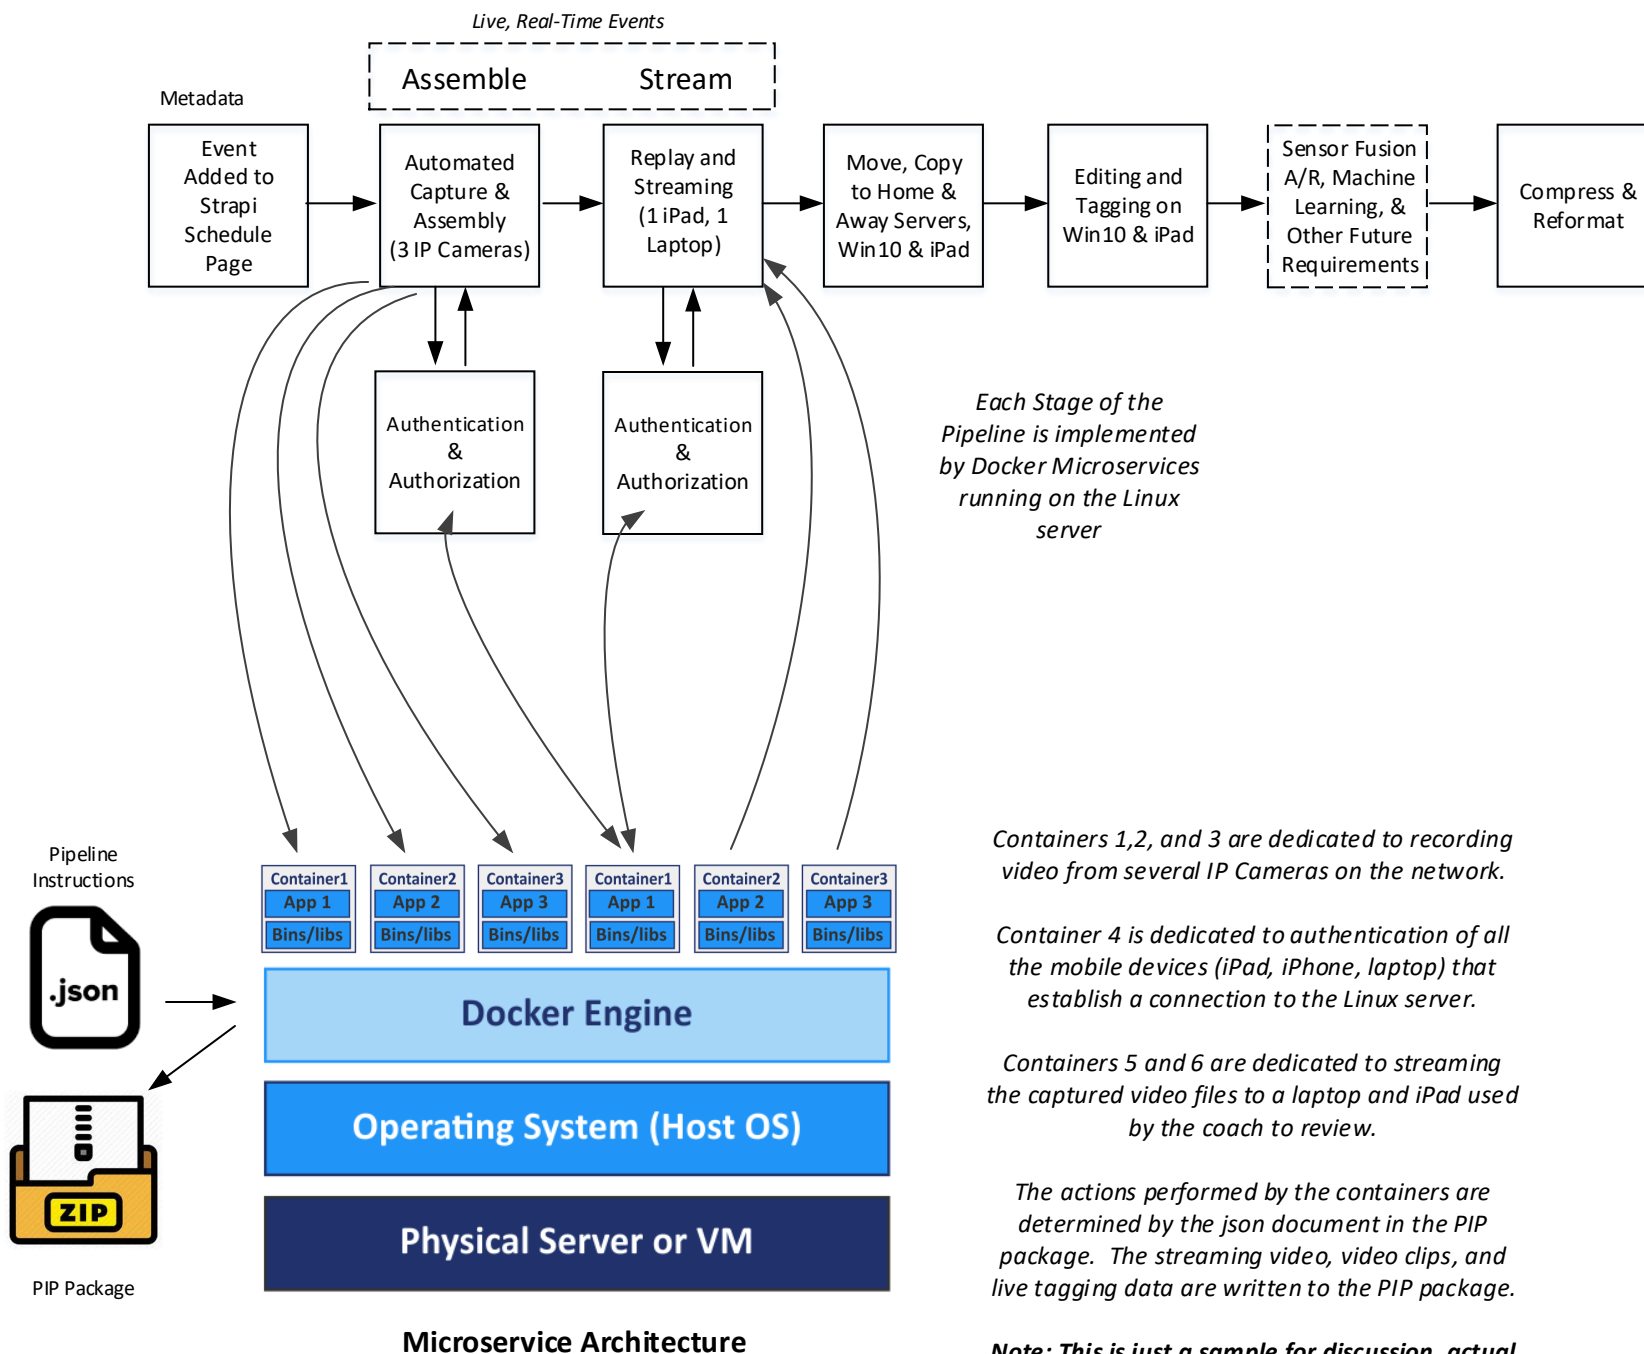 Live, Real-Time Events
Assemble
Stream
Metadata
Event
Added to
Strapi
Schedule
Page
Automated
Capture &
Assembly
(3 IP Cameras)
Replay and
Streaming
(1 iPad, 1
Laptop)
Move, Copy
to Home &
Away Servers,
Win10 & iPad
Editing and
Tagging on
Win10 & iPad
Sensor Fusion
A/R, Machine
Learning, &
Other Future
Requirements
Compress &
Reformat
Authentication
&
Authorization
Authentication
&
Authorization
Each Stage of the
Pipeline is implemented
by Docker Microservices
running on the Linux
server
Pipeline
Instructions
.json
ZIP
PIP Package
Container1
App 1
Bins/libs
Container2
App 2
Bins/libs
Container3
App 3
Bins/libs
Container1
App 1
Bins/libs
Container2
App 2
Bins/libs
Container3
App 3
Bins/libs
Docker Engine
Operating System (Host OS)
Physical Server or VM
Microservice Architecture
Containers 1,2, and 3 are dedicated to recording
video from several IP Cameras on the network.
Container 4 is dedicated to authentication of all
the mobile devices (iPad, iPhone, laptop) that
establish a connection to the Linux server.
Containers 5 and 6 are dedicated to streaming
the captured video files to a laptop and iPad used
by the coach to review.
The actions performed by the containers are
determined by the json document in the PIP
package. The streaming video, video clips, and
live tagging data are written to the PIP package.
Note: This is just a sample for discussion, actual